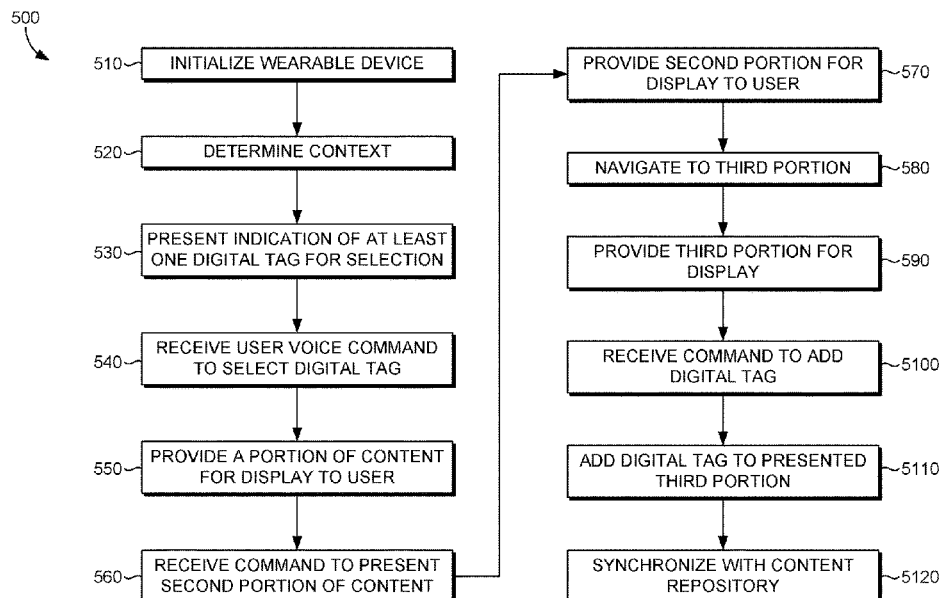 500
510
INITIALIZE WEARABLE DEVICE
520
DETERMINE CONTEXT
530
PRESENT INDICATION OF AT LEAST
ONE DIGITAL TAG FOR SELECTION
540
RECEIVE USER VOICE COMMAND
TO SELECT DIGITAL TAG
550
PROVIDE A PORTION OF CONTENT
FOR DISPLAY TO USER
560
RECEIVE COMMAND TO PRESENT
SECOND PORTION OF CONTENT
PROVIDE SECOND PORTION FOR
DISPLAY TO USER
570
NAVIGATE TO THIRD PORTION
580
PROVIDE THIRD PORTION FOR
DISPLAY
590
RECEIVE COMMAND TO ADD
DIGITAL TAG
5100
ADD DIGITAL TAG TO PRESENTED
THIRD PORTION
5110
SYNCHRONIZE WITH CONTENT
REPOSITORY
5120